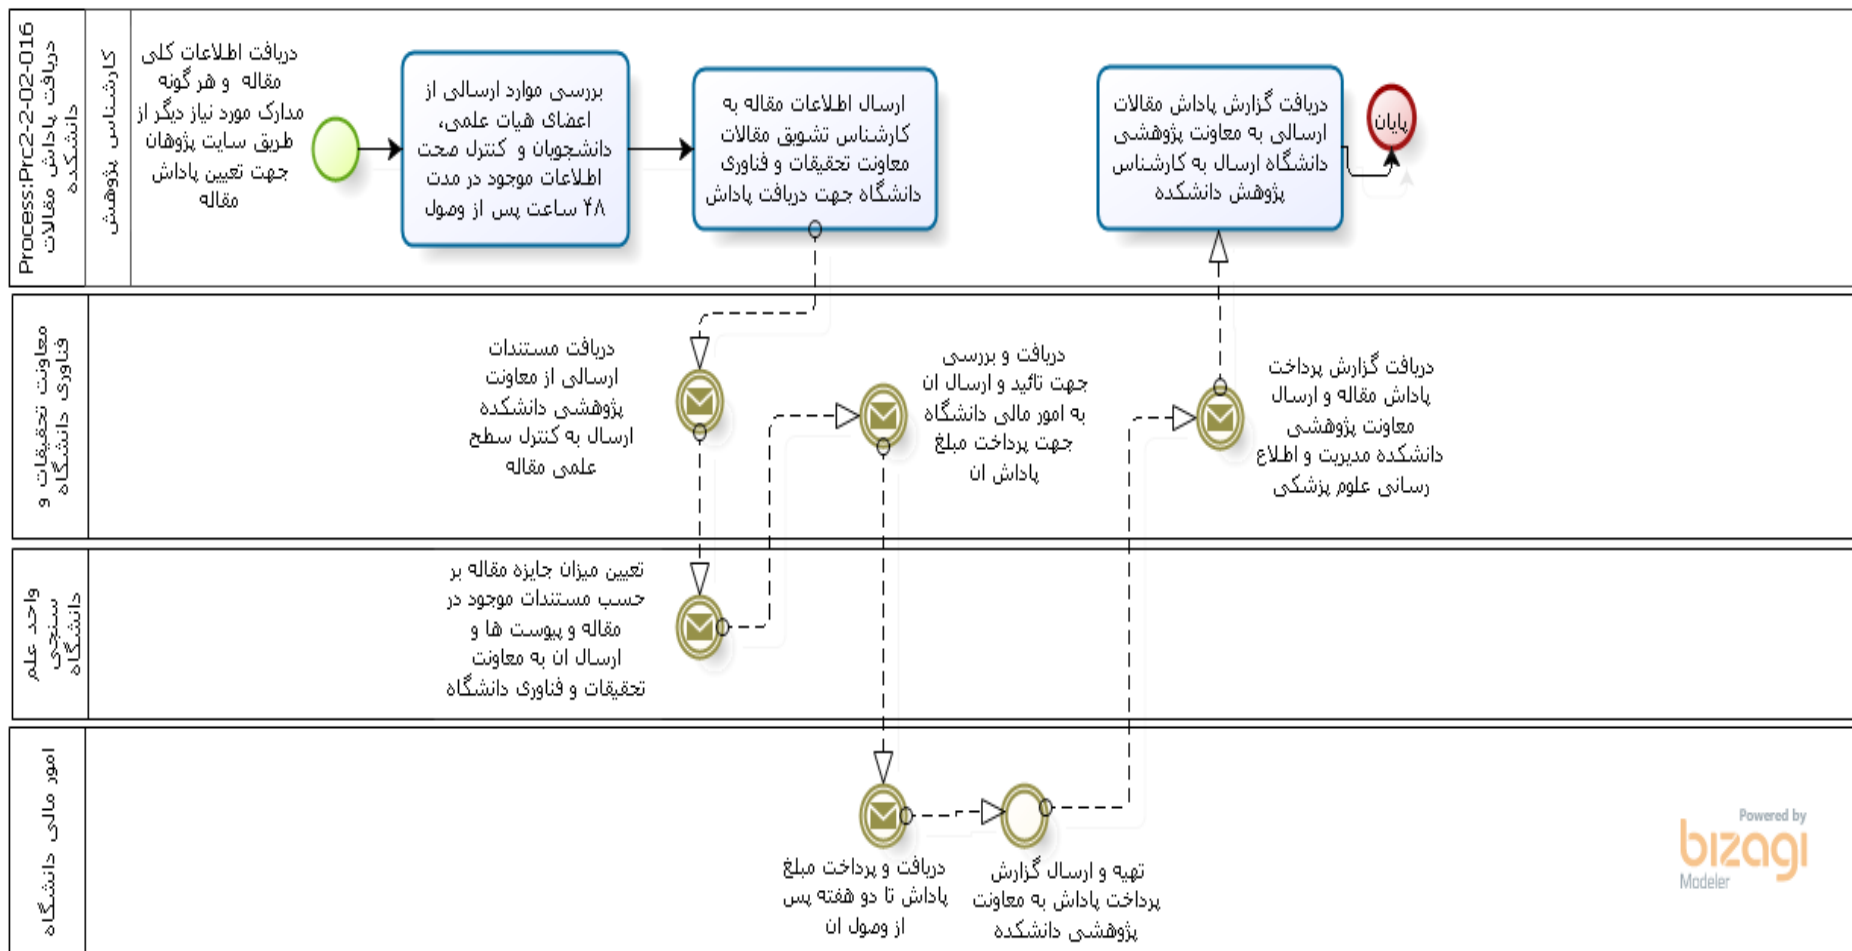 Process:Prc2-2-02-016
دریافت پاداش مقالات
دانشکده
کارشناس پژوهش
دریافت اطلاعات کلی
مقاله و هر گونه
مدارک مورد نیاز دیگر از
طریق سایت پژوهان
جهت تعیین پاداش
مقاله
بررسی موارد ارسالی از
اعضای هیات علمی،
دانشجویان و کنترل صحت
اطلاعات موجود در مدت
۴۸ ساعت پس از وصول
ارسال اطلاعات مقاله به
کارشناس تشویق مقالات
معاونت تحقیقات و فناوری
دانشگاه جهت دریافت پاداش
دریافت گزارش پاداش مقالات
ارسالی به معاونت پژوهشی
دانشگاه ارسال به کارشناس
پژوهش دانشکده
پایان
معاونت تحقیقات و
فناوری دانشگاه
دریافت مستندات
ارسالی از معاونت
پژوهشی دانشکده
ارسال به کنترل سطح
علمی مقاله
دریافت و بررسی
جهت تائید و ارسال ان
به امور مالی دانشگاه
جهت پرداخت مبلغ
پاداش ان
دریافت گزارش پرداخت
پاداش مقاله و ارسال
معاونت پژوهشی
دانشکده مدیریت و اطلاع
رسانی علوم پزشکی
واحد علم
سنجی
دانشگاه
تعیین میزان جایزه مقاله بر
حسب مستندات موجود در
مقاله و پیوست ها و
ارسال ان به معاونت
تحقیقات و فناوری دانشگاه
امور مالی دانشگاه
دریافت و پرداخت مبلغ
پاداش تا دو هفته پس
از وصول ان
تهیه و ارسال گزارش
پرداخت پاداش به معاونت
پژوهشی دانشکده
Powered by
bizagi
Modeler